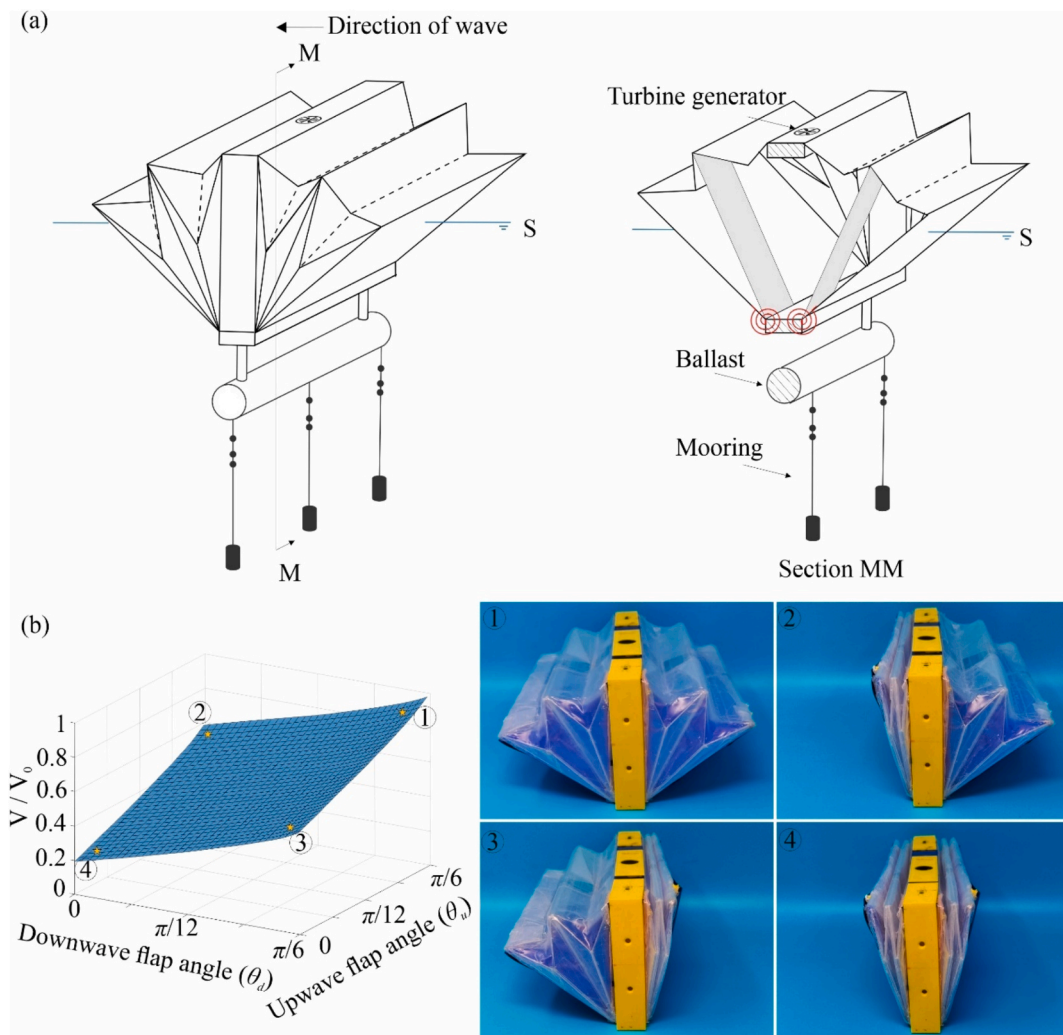 (a)
Direction of wave
M
M
S
Turbine generator
S
Ballast
Mooring
Section MM
(b)
1
0.8
0.6
0.4
0.2
0
V / V₀
0
π/12
π/6
Downwave flap angle (θ_d)
0
π/12
π/6
Upwave flap angle (θ_u)
②
①
③
④
①
②
③
④